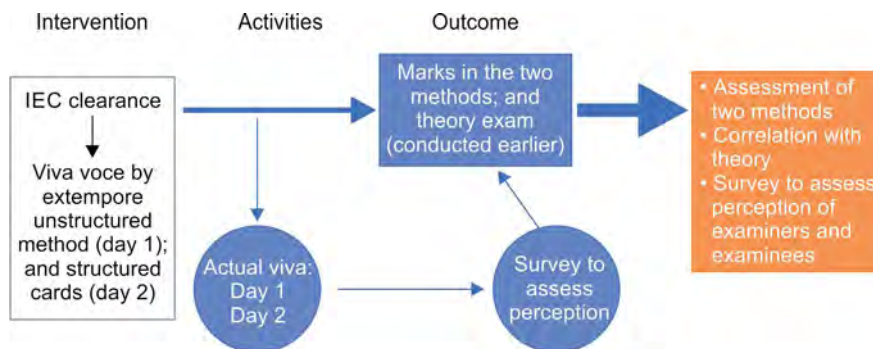 Intervention
Activities
Outcome
IEC clearance
Viva voce by
extempore
unstructured
method (day 1);
and structured
cards (day 2)
Actual viva:
Day 1
Day 2
Marks in the two
methods; and
theory exam
(conducted earlier)
Survey to
assess
perception
• Assessment of
two methods
• Correlation with
theory
• Survey to assess
perception of
examiners and
examinees